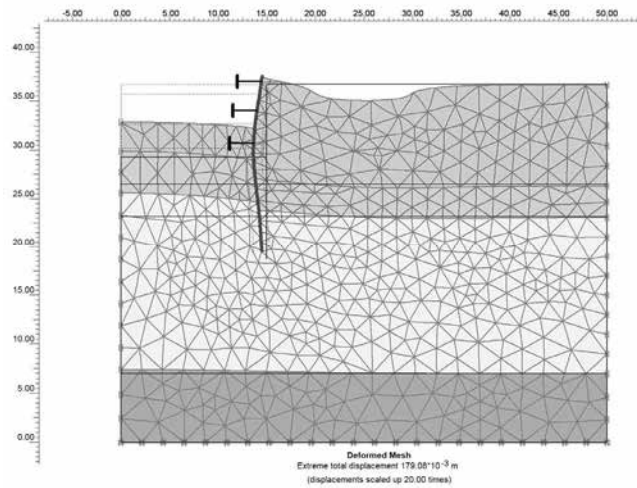 -5,00 0,00 5,00 10,00 15,00 20,00 25,00 30,00 35,00 40,00 45,00 50,00
40,00
35,00
30,00
25,00
20,00
15,00
10,00
5,00
0,00
Deformed Mesh
Extreme total displacement 179,08*10-3 m
(displacements scaled up 20,00 times)